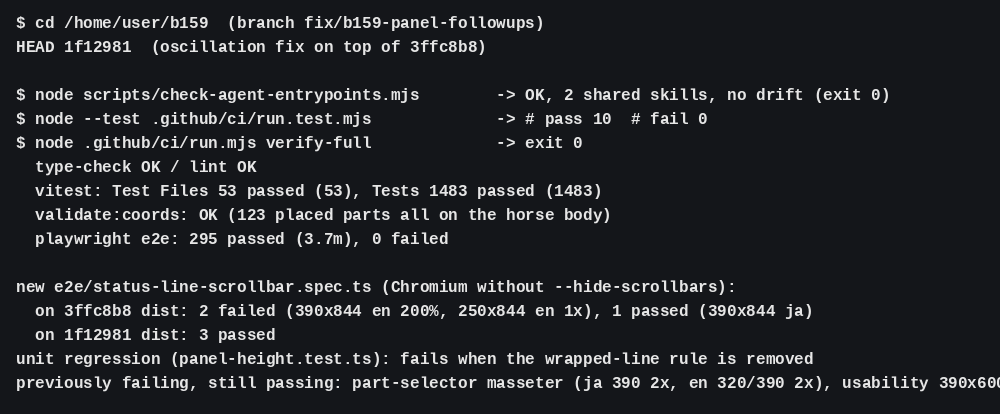 $ cd /home/user/b159  (branch fix/b159-panel-followups)
HEAD 1f12981  (oscillation fix on top of 3ffc8b8)
$ node scripts/check-agent-entrypoints.mjs        -> OK, 2 shared skills, no drift (exit 0)
$ node --test .github/ci/run.test.mjs             -> # pass 10  # fail 0
$ node .github/ci/run.mjs verify-full             -> exit 0
  type-check OK / lint OK
  vitest: Test Files 53 passed (53), Tests 1483 passed (1483)
  validate:coords: OK (123 placed parts all on the horse body)
  playwright e2e: 295 passed (3.7m), 0 failed
new e2e/status-line-scrollbar.spec.ts (Chromium without --hide-scrollbars):
  on 3ffc8b8 dist: 2 failed (390x844 en 200%, 250x844 en 1x), 1 passed (390x844 ja)
  on 1f12981 dist: 3 passed
unit regression (panel-height.test.ts): fails when the wrapped-line rule is removed
previously failing, still passing: part-selector masseter (ja 390 2x, en 320/390 2x), usability 390x600